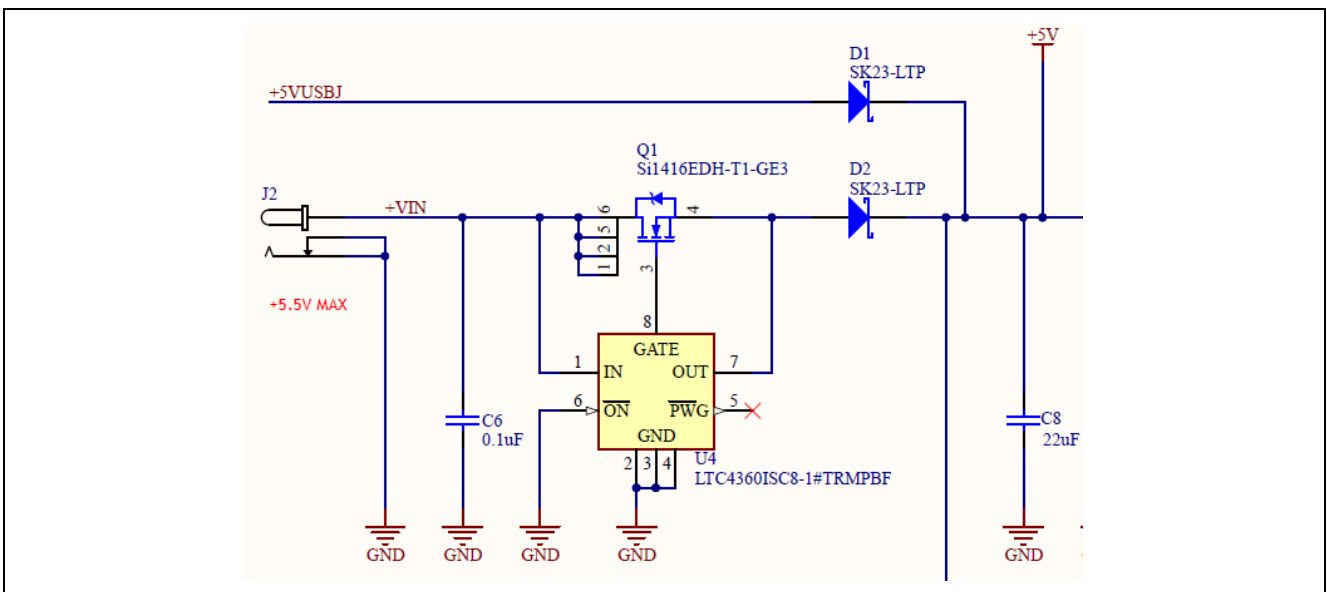 +5V
D1
SK23-LTP
+5VUSBJ
Q1
Si1416EDH-T1-GE3
D2
SK23-LTP
J2
+VIN
6
5
2
1
4
3
+5.5V MAX
8
GATE
1
IN
OUT
7
6
ON
PWG
5
GND
2
3
4
U4
LTC4360ISC8-1#TRMPBF
C6
0.1uF
C8
22uF
GND
GND
GND
GND
GND